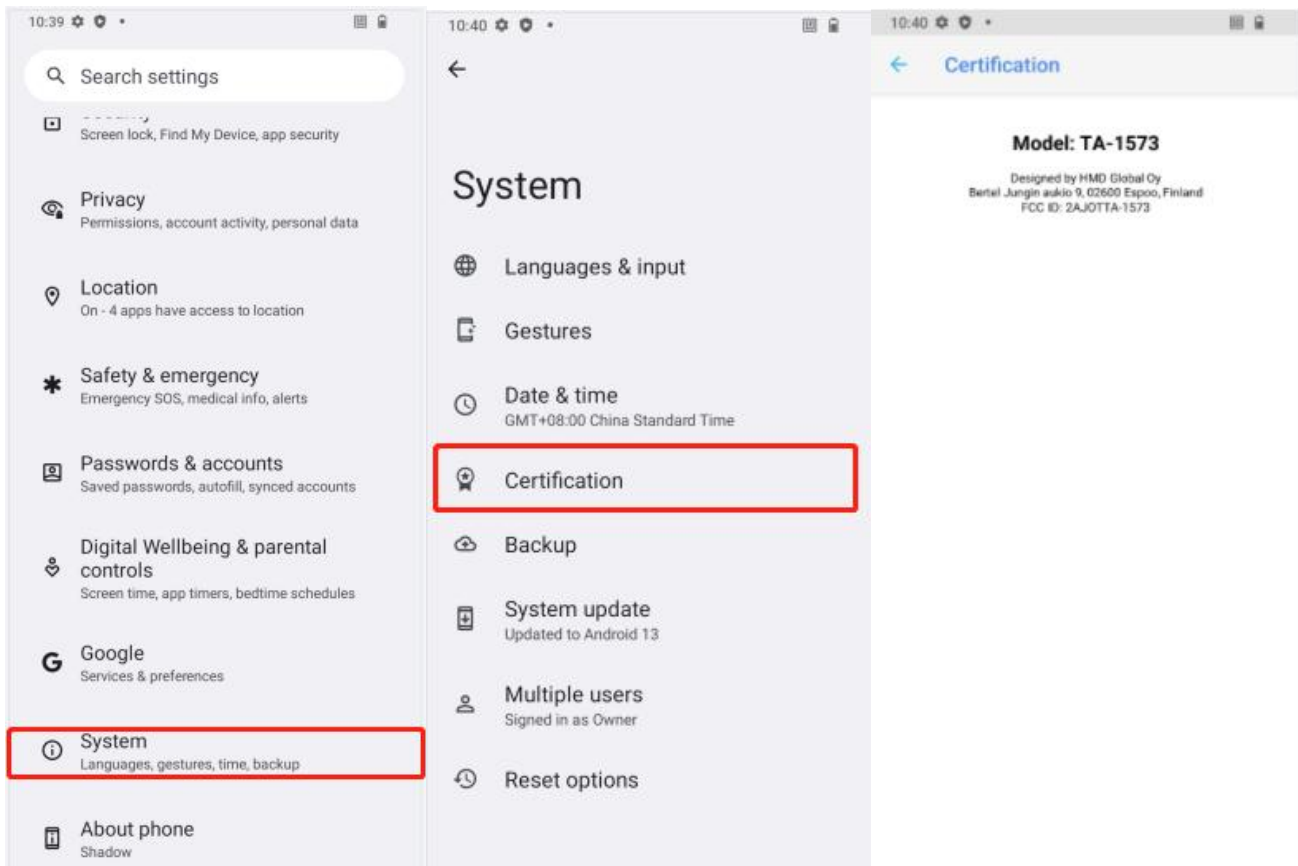 10:39
Search settings
Screen lock, Find My Device, app security
Privacy
Permissions, account activity, personal data
Location
On - 4 apps have access to location
Safety & emergency
Emergency SOS, medical info, alerts
Passwords & accounts
Saved passwords, autofill, synced accounts
Digital Wellbeing & parental
controls
Screen time, app timers, bedtime schedules
G Google
Services & preferences
System
Languages, gestures, time, backup
About phone
Shadow
10:40
System
Languages & input
Gestures
Date & time
GMT+08:00 China Standard Time
Certification
Backup
System update
Updated to Android 13
Multiple users
Signed in as Owner
Reset options
10:40
Certification
Model: TA-1573
Designed by HMD Global Oy
Bertel Jungin aukio 9, 02600 Espoo, Finland
FCC ID: 2AJOTTA-1573